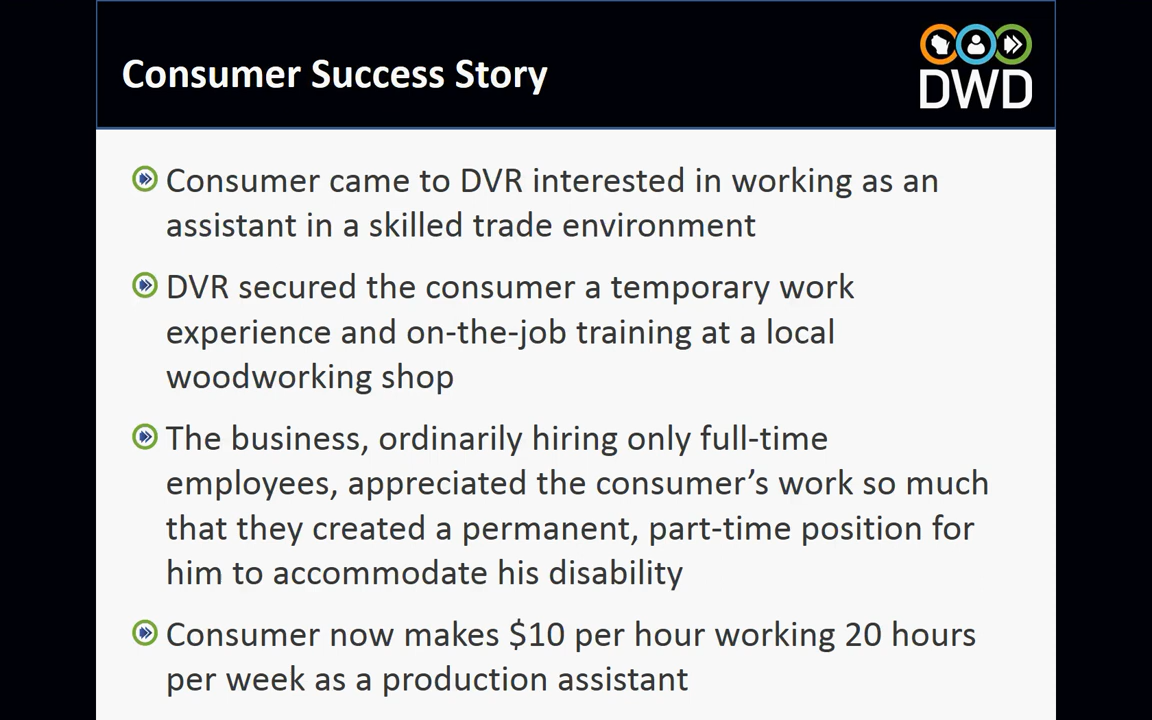 Consumer Success Story
DWD
Consumer came to DVR interested in working as an
assistant in a skilled trade environment
DVR secured the consumer a temporary work
experience and on-the-job training at a local
woodworking shop
The business, ordinarily hiring only full-time
employees, appreciated the consumer’s work so much
that they created a permanent, part-time position for
him to accommodate his disability
Consumer now makes $10 per hour working 20 hours
per week as a production assistant